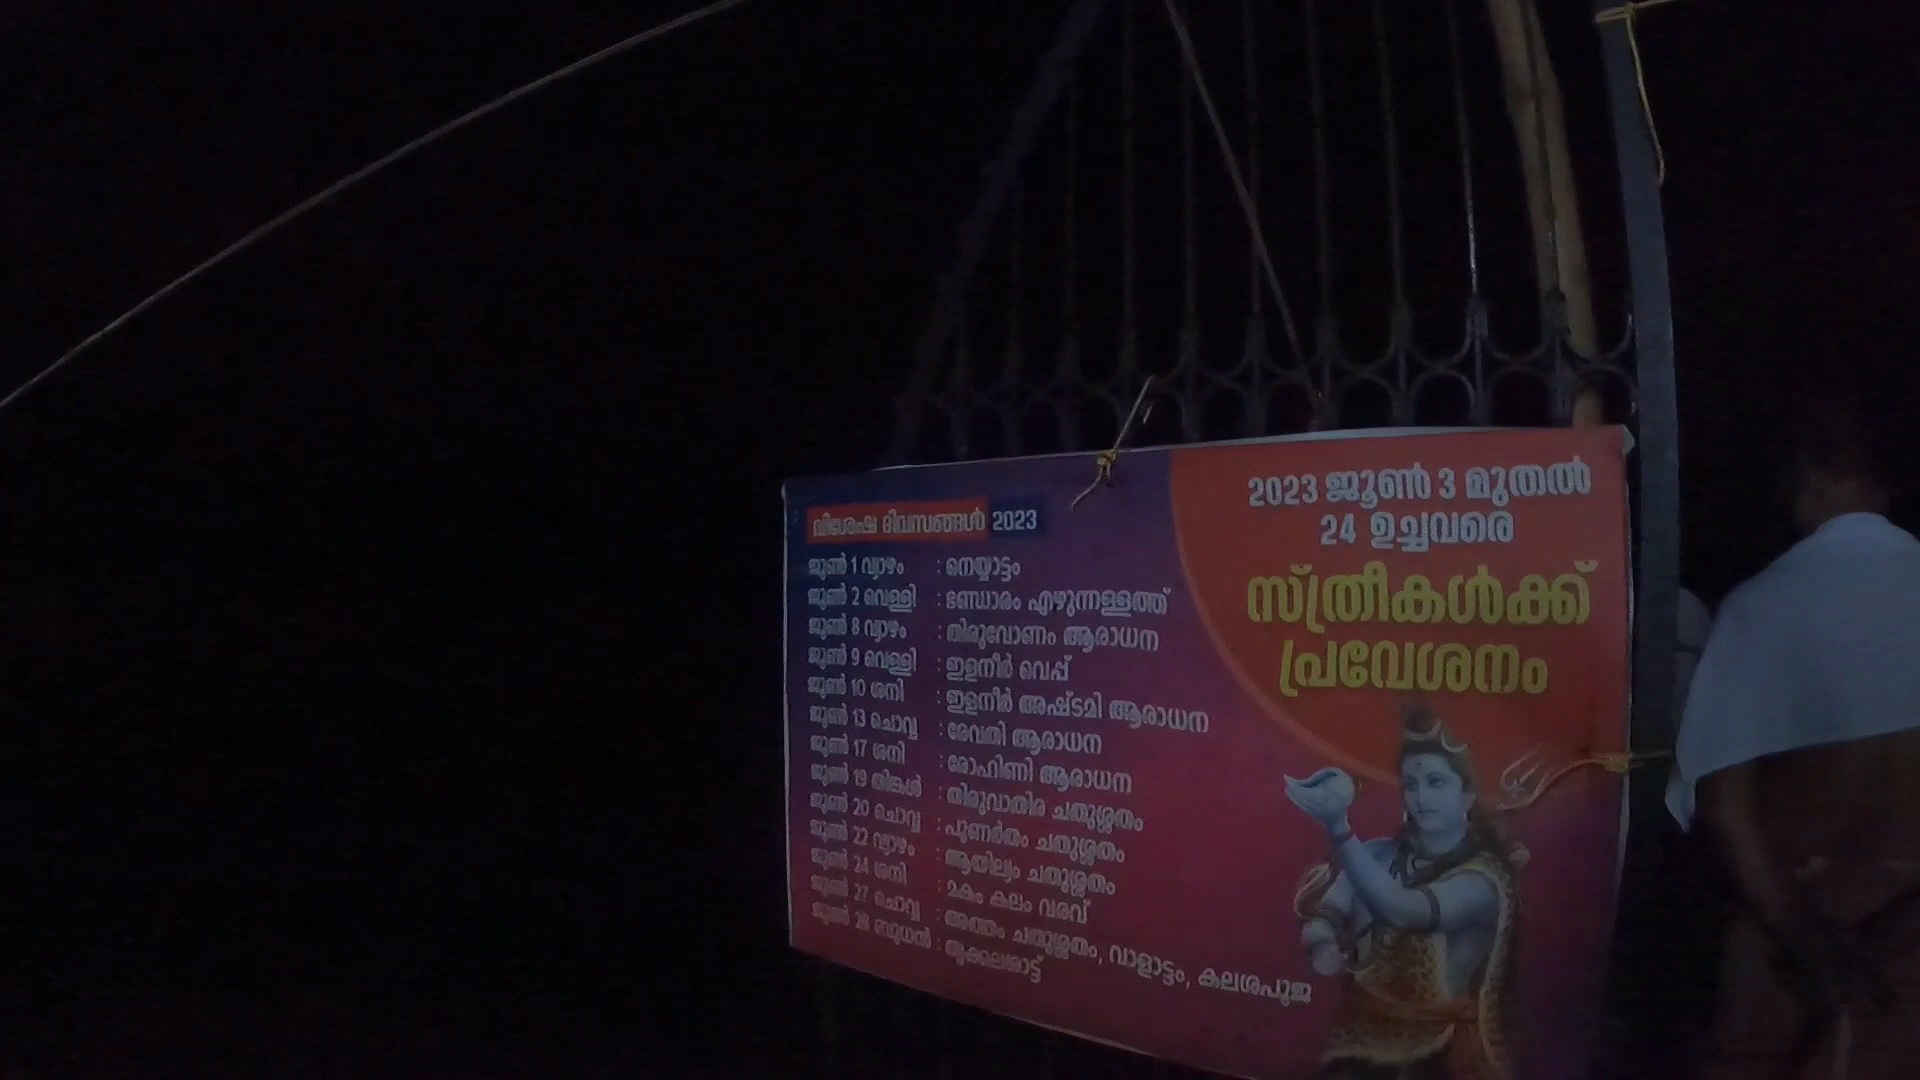 വിശേഷ ദിവസങ്ങൾ 2023
ജൂൺ 1 വ്യാഴം : നെയ്യാട്ടം
ജൂൺ 2 വെള്ളി : ഭണ്ഡാരം എഴുന്നള്ളത്ത്
ജൂൺ 8 വ്യാഴം : തിരുവോണം ആരാധന
ജൂൺ 9 വെള്ളി : ഇളനീർ വെപ്പ്
ജൂൺ 10 ശനി : ഇളനീർ അഷ്ടമി ആരാധന
ജൂൺ 13 ചൊവ്വ : രേവതി ആരാധന
ജൂൺ 17 ശനി : രോഹിണി ആരാധന
ജൂൺ 19 തിങ്കൾ : തിരുവാതിര ചതുശ്ശതം
ജൂൺ 20 ചൊവ്വ : പുണർതം ചതുശ്ശതം
ജൂൺ 22 വ്യാഴം : ആയില്യം ചതുശ്ശതം
ജൂൺ 24 ശനി : മകം കലം വരവ്
ജൂൺ 27 ചൊവ്വ : അത്തം ചതുശ്ശതം, വാളാട്ടം, കലശപൂജ
ജൂൺ 28 ബുധൻ : തൃക്കലശാട്ട്
2023 ജൂൺ 3 മുതൽ
24 ഉച്ചവരെ
സ്ത്രീകൾക്ക്
പ്രവേശനം